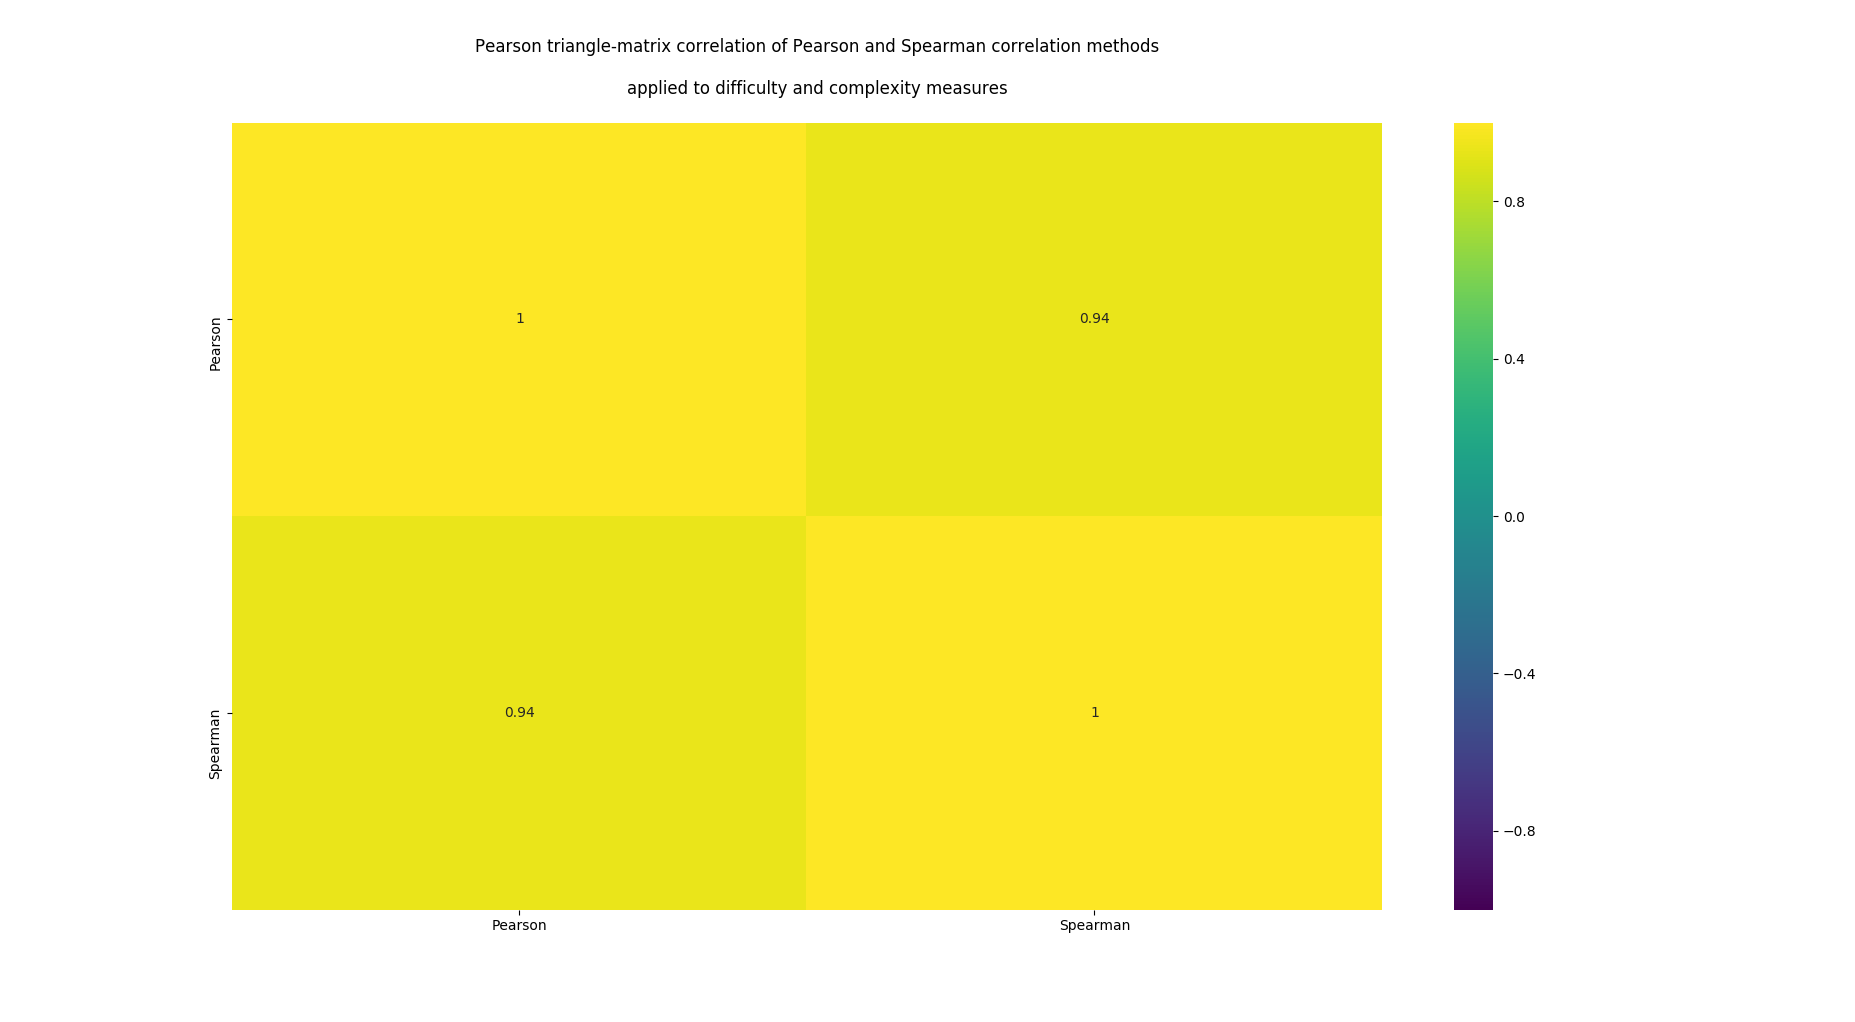 Pearson triangle-matrix correlation of Pearson and Spearman correlation methods
applied to difficulty and complexity measures
Pearson
1
0.94
Spearman
0.94
1
Pearson
Spearman
0.8
0.4
0.0
−0.4
−0.8